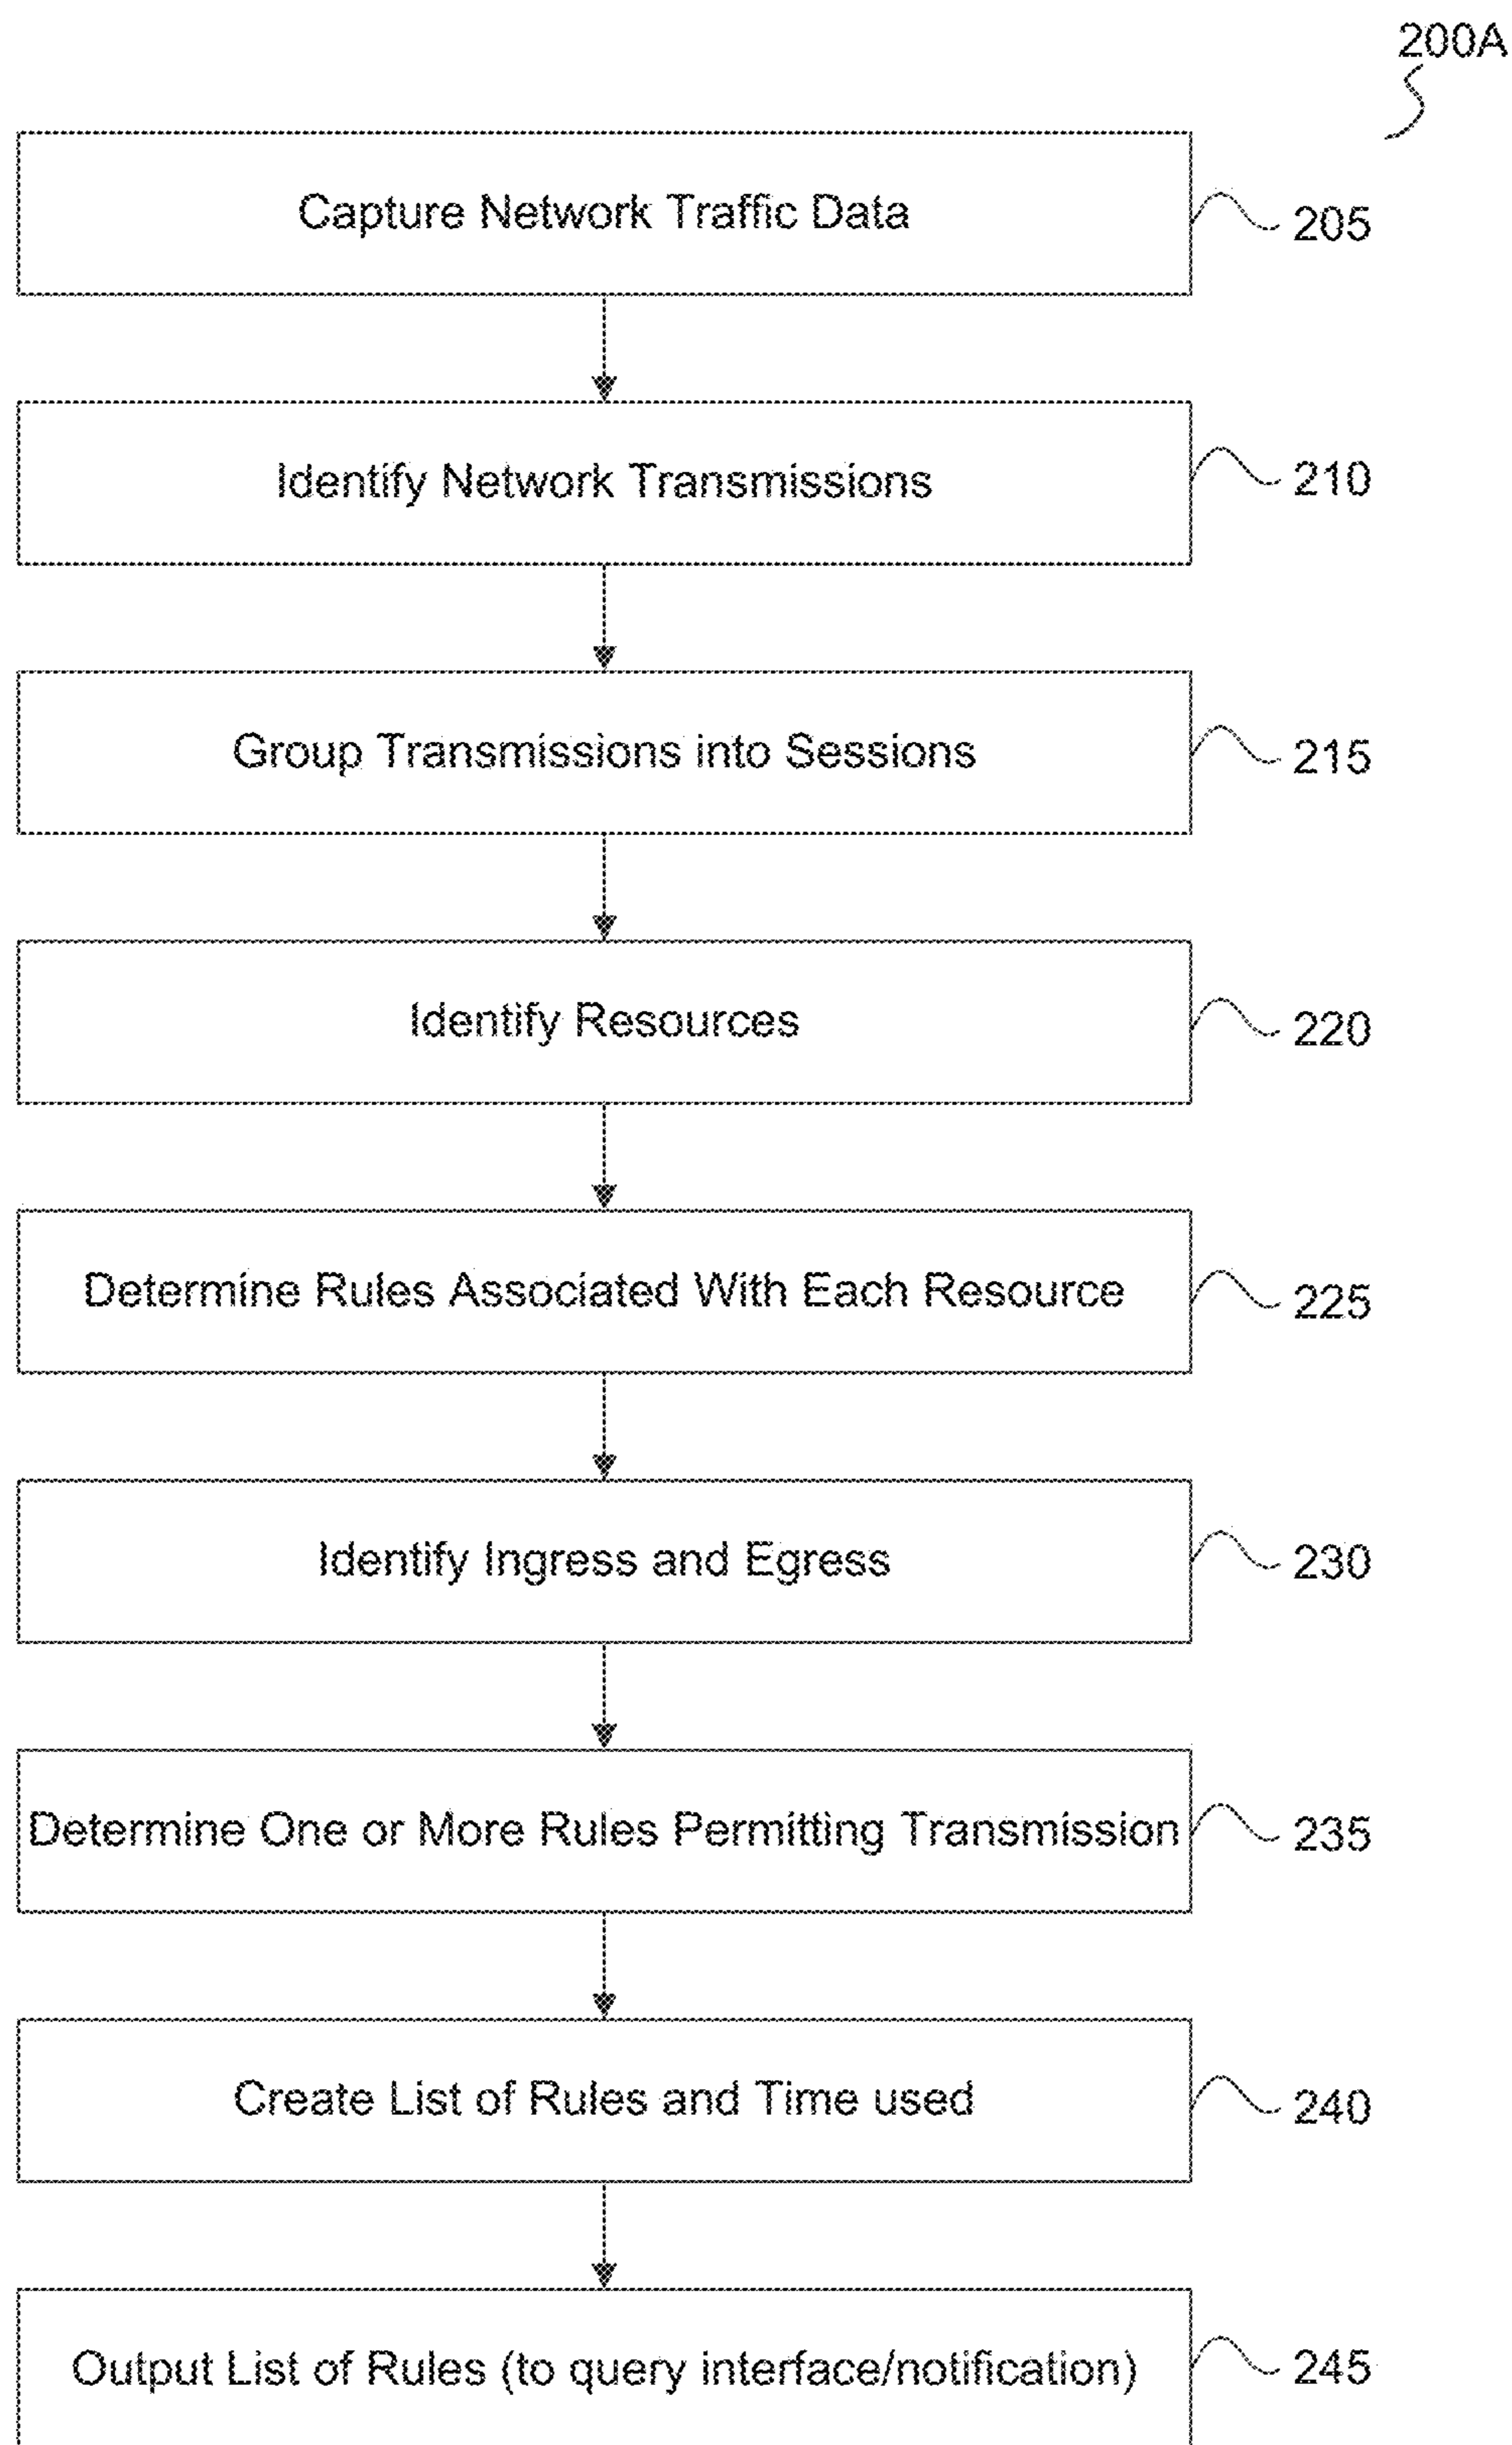 200A
Capture Network Traffic Data
205
Identify Network Transmissions
210
Group Transmissions into Sessions
215
Identify Resources
220
Determine Rules Associated With Each Resource
225
Identify Ingress and Egress
230
Determine One or More Rules Permitting Transmission
235
Create List of Rules and Time used
240
Output List of Rules (to query interface/notification)
245